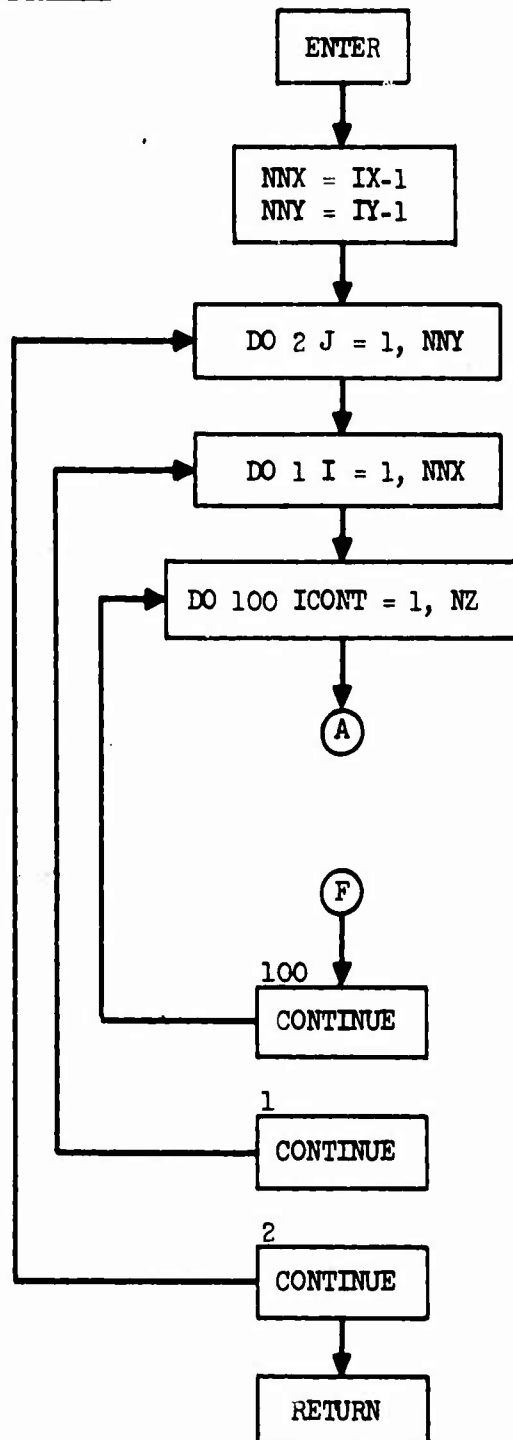 ENTER
NNX = IX-1
NNY = IY-1
DO 2 J = 1, NNY
DO 1 I = 1, NNX
DO 100 ICONT = 1, NZ
A
F
100
CONTINUE
1
CONTINUE
2
CONTINUE
RETURN